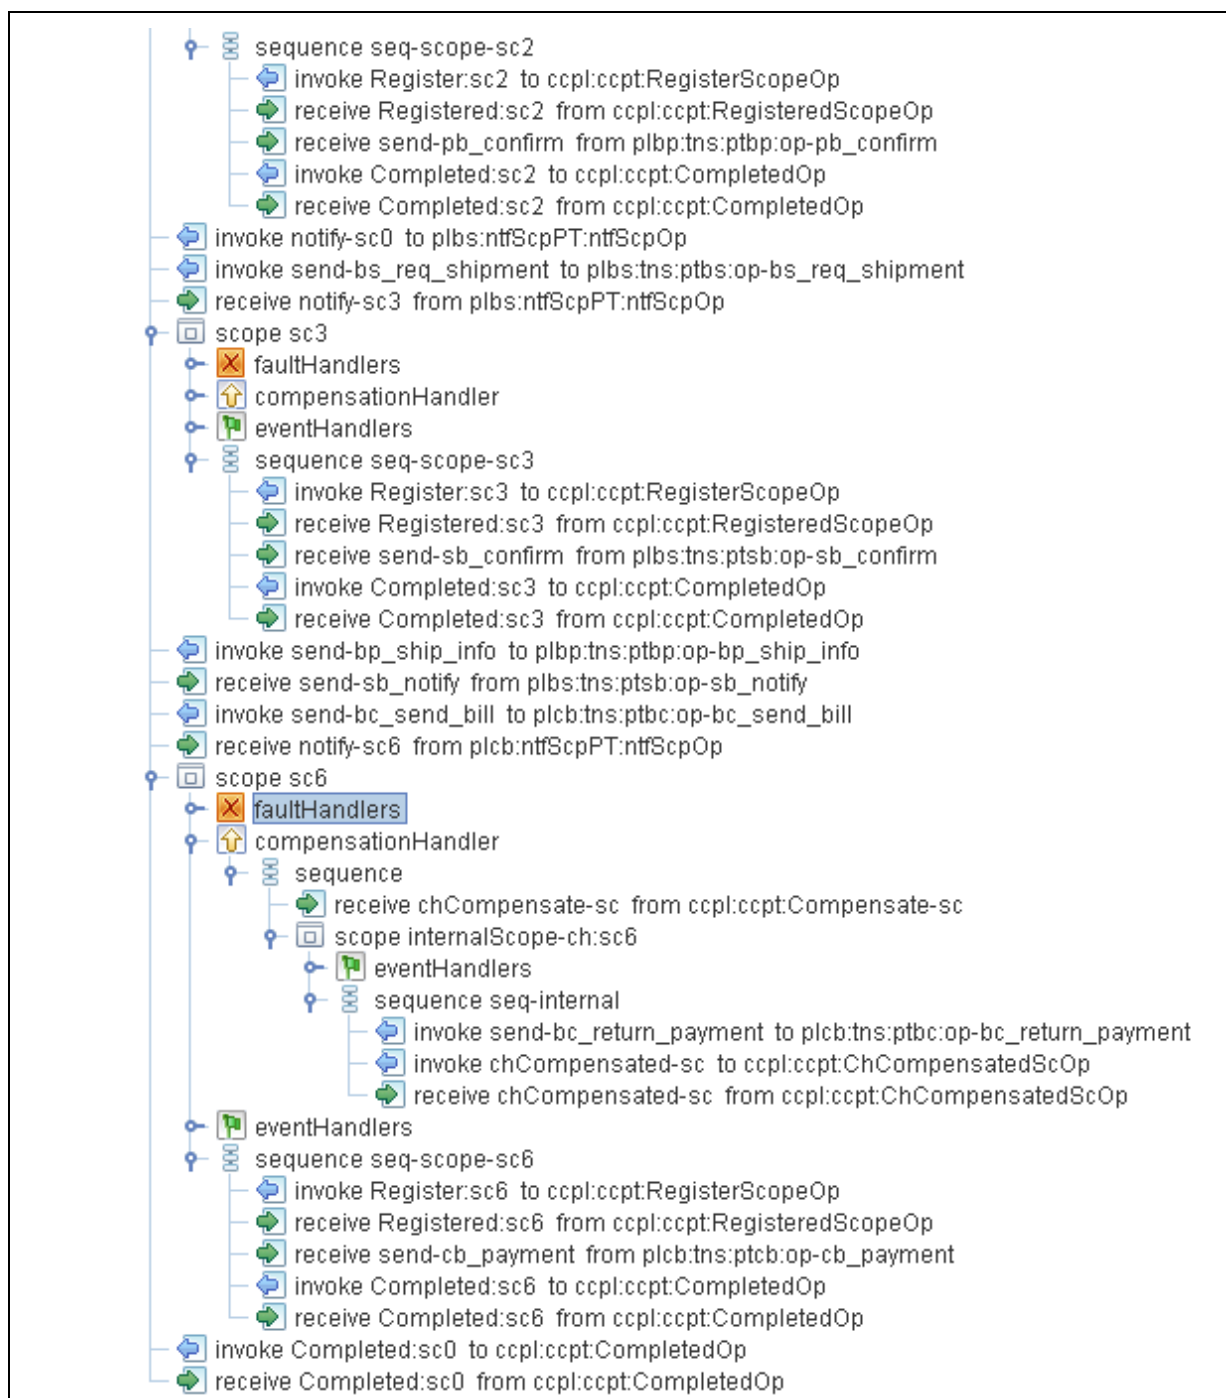 sequence seq-scope-sc2
invoke Register:sc2 to ccpl:ccpt:RegisterScopeOp
receive Registered:sc2 from ccpl:ccpt:RegisteredScopeOp
receive send-pb_confirm from plbp:tns:ptbp:op-pb_confirm
invoke Completed:sc2 to ccpl:ccpt:CompletedOp
receive Completed:sc2 from ccpl:ccpt:CompletedOp
invoke notify-sc0 to plbs:ntfScpPT:ntfScpOp
invoke send-bs_req_shipment to plbs:tns:ptbs:op-bs_req_shipment
receive notify-sc3 from plbs:ntfScpPT:ntfScpOp
scope sc3
faultHandlers
compensationHandler
eventHandlers
sequence seq-scope-sc3
invoke Register:sc3 to ccpl:ccpt:RegisterScopeOp
receive Registered:sc3 from ccpl:ccpt:RegisteredScopeOp
receive send-sb_confirm from plbs:tns:ptsb:op-sb_confirm
invoke Completed:sc3 to ccpl:ccpt:CompletedOp
receive Completed:sc3 from ccpl:ccpt:CompletedOp
invoke send-bp_ship_info to plbp:tns:ptbp:op-bp_ship_info
receive send-sb_notify from plbs:tns:ptsb:op-sb_notify
invoke send-bc_send_bill to plcb:tns:ptbc:op-bc_send_bill
receive notify-sc6 from plcb:ntfScpPT:ntfScpOp
scope sc6
faultHandlers
compensationHandler
sequence
receive chCompensate-sc from ccpl:ccpt:Compensate-sc
scope internalScope-ch:sc6
eventHandlers
sequence seq-internal
invoke send-bc_return_payment to plcb:tns:ptbc:op-bc_return_payment
invoke chCompensated-sc to ccpl:ccpt:ChCompensatedScOp
receive chCompensated-sc from ccpl:ccpt:ChCompensatedScOp
eventHandlers
sequence seq-scope-sc6
invoke Register:sc6 to ccpl:ccpt:RegisterScopeOp
receive Registered:sc6 from ccpl:ccpt:RegisteredScopeOp
receive send-cb_payment from plcb:tns:ptcb:op-cb_payment
invoke Completed:sc6 to ccpl:ccpt:CompletedOp
receive Completed:sc6 from ccpl:ccpt:CompletedOp
invoke Completed:sc0 to ccpl:ccpt:CompletedOp
receive Completed:sc0 from ccpl:ccpt:CompletedOp